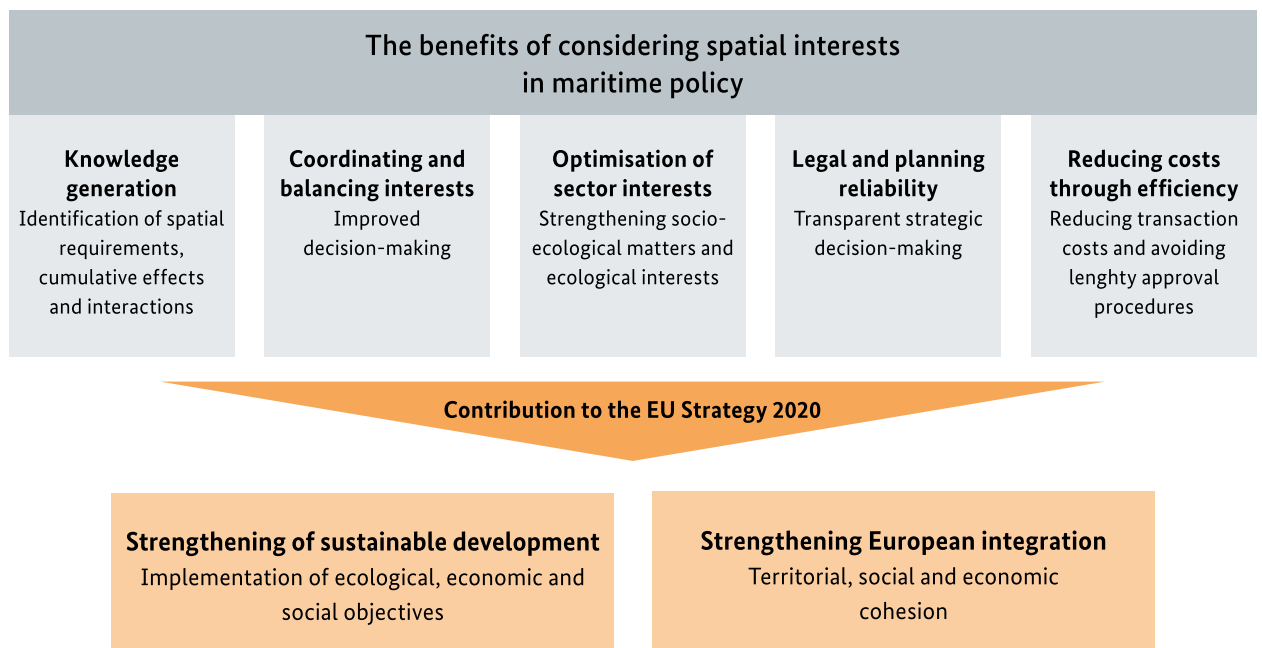 The benefits of considering spatial interests
in maritime policy
Knowledge
generation
Identification of spatial
requirements,
cumulative effects
and interactions
Coordinating and
balancing interests
Improved
decision-making
Optimisation of
sector interests
Strengthening socio-
ecological matters and
ecological interests
Legal and planning
reliability
Transparent strategic
decision-making
Reducing costs
through efficiency
Reducing transaction
costs and avoiding
lenghty approval
procedures
Contribution to the EU Strategy 2020
Strengthening of sustainable development
Implementation of ecological, economic and
social objectives
Strengthening European integration
Territorial, social and economic
cohesion